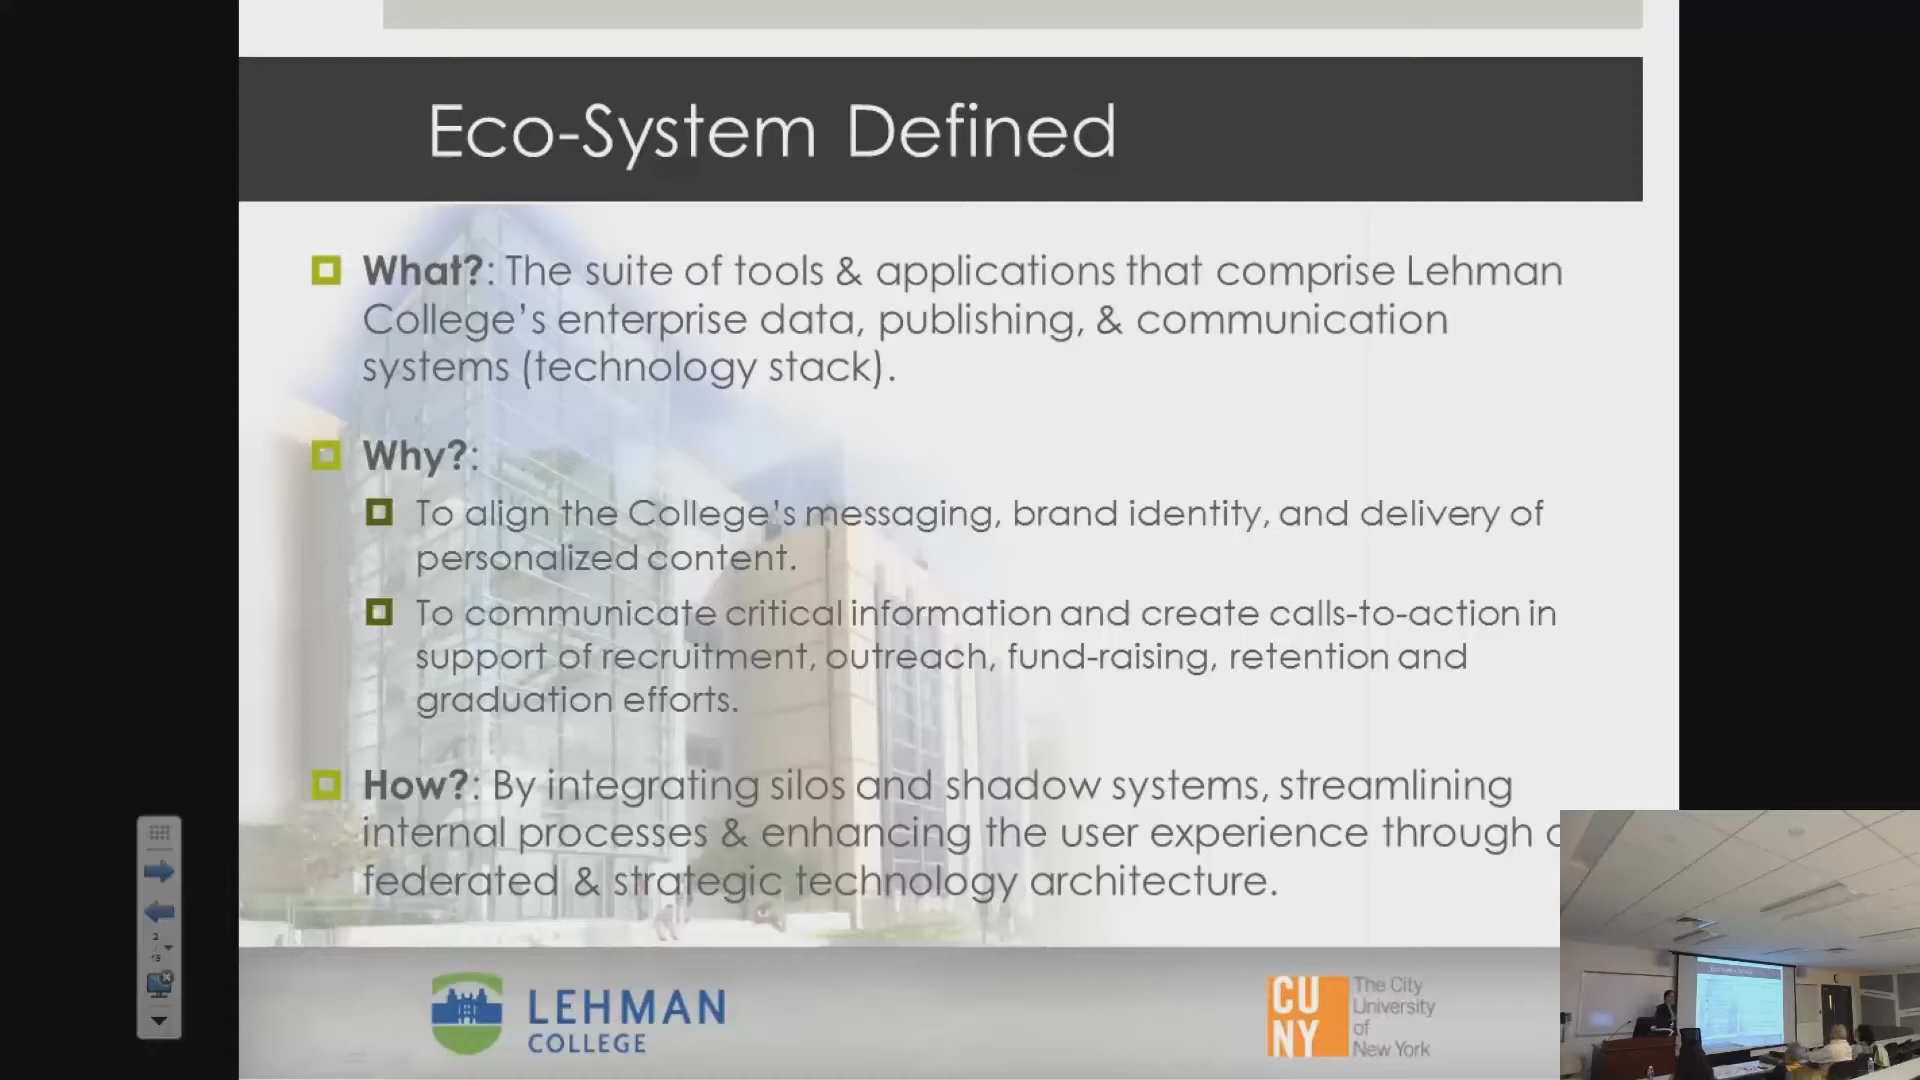 Eco-System Defined
What?: The suite of tools & applications that comprise Lehman
College's enterprise data, publishing, & communication
systems (technology stack).
Why?:
To align the College's messaging, brand identity, and delivery of
personalized content.
To communicate critical information and create calls-to-action in
support of recruitment, outreach, fund-raising, retention and
graduation efforts.
How?: By integrating silos and shadow systems, streamlining
internal processes & enhancing the user experience through
federated & strategic technology architecture.
LEHMAN
COLLEGE
CU
NY
The City
University
of
New York